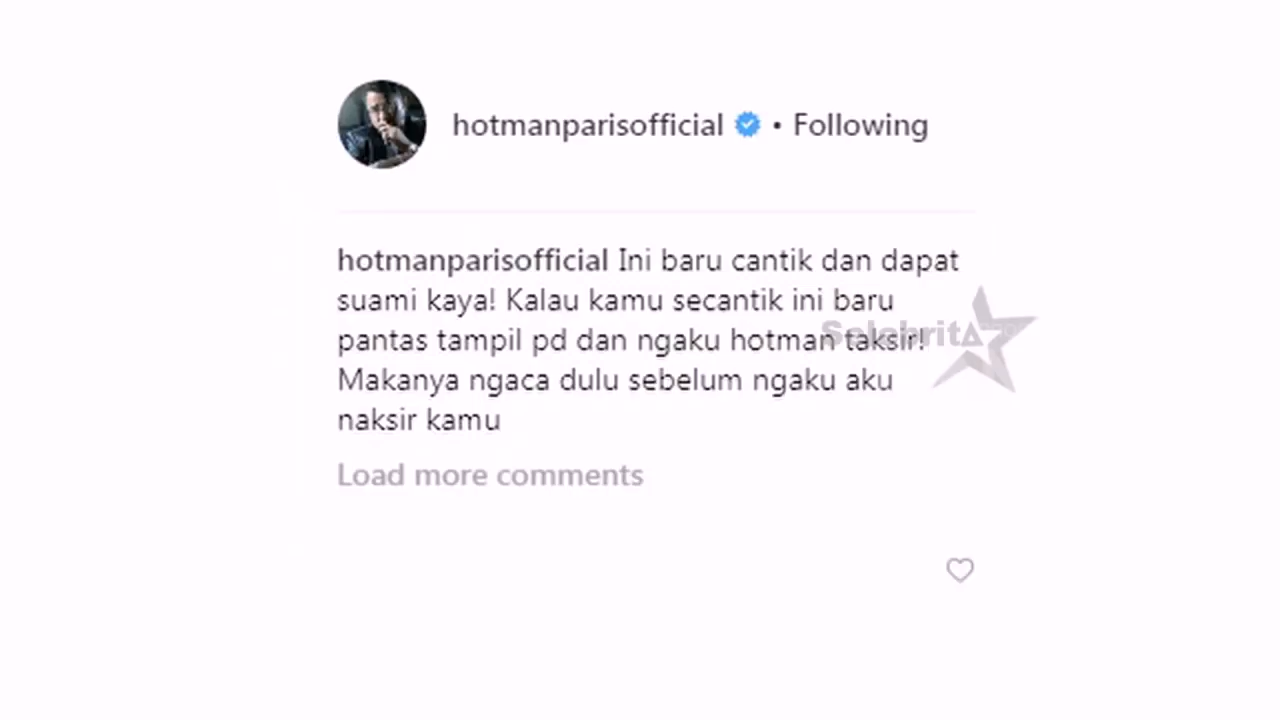 hotmanparisofficial • Following
hotmanparisofficial Ini baru cantik dan dapat
suami kaya! Kalau kamu secantik ini baru
pantas tampil pd dan ngaku hotman taksir!
Makanya ngaca dulu sebelum ngaku aku
naksir kamu
Load more comments